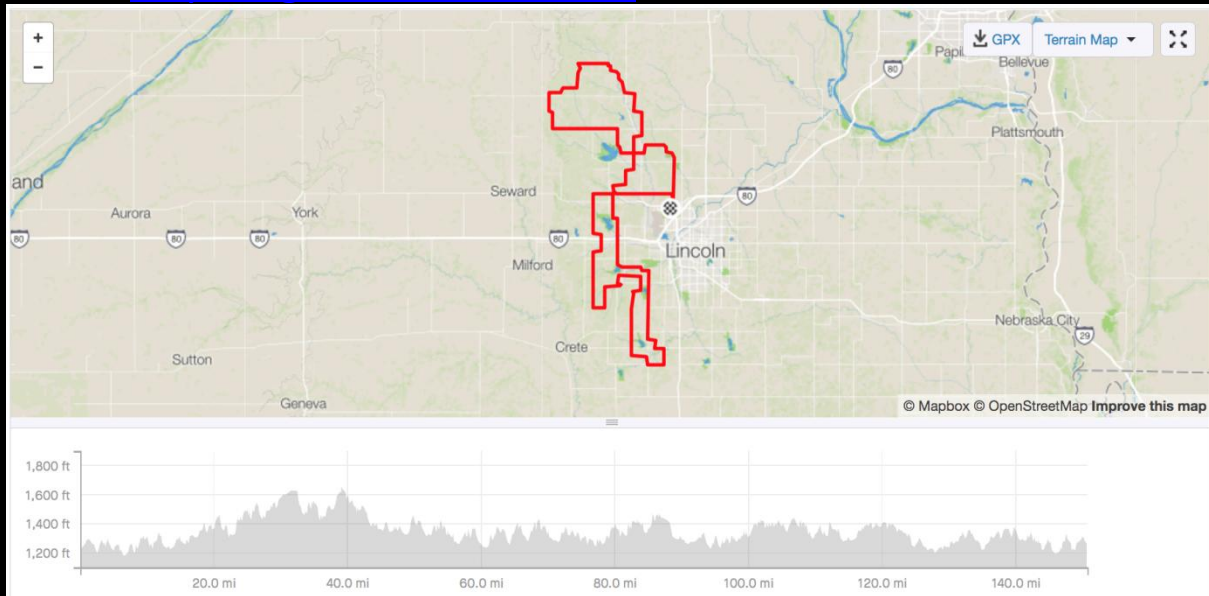 +
−
GPX
Terrain Map
80
Bellevue
Plattsmouth
and
Seward
80
Aurora
York
80
80
80
80
Lincoln
Milford
Nebraska City
29
Crete
Sutton
Geneva
© Mapbox © OpenStreetMap Improve this map
1,800 ft
1,600 ft
1,400 ft
1,200 ft
20.0 mi
40.0 mi
60.0 mi
80.0 mi
100.0 mi
120.0 mi
140.0 mi